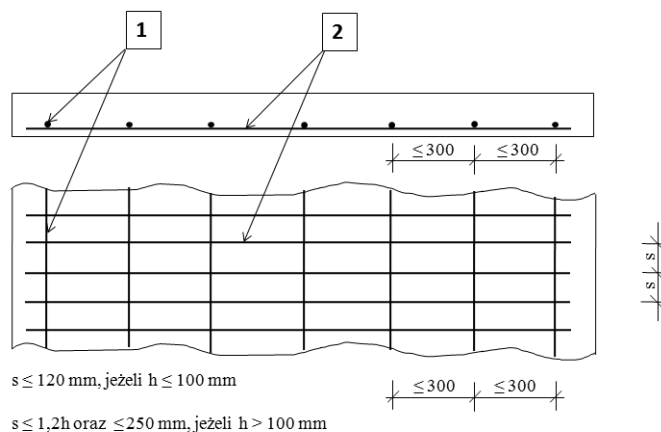 1 2
≤300 ≤300
s
s
s ≤ 120 mm, jeżeli h ≤ 100 mm
≤300 ≤300
s ≤ 1,2h oraz ≤250 mm, jeżeli h > 100 mm